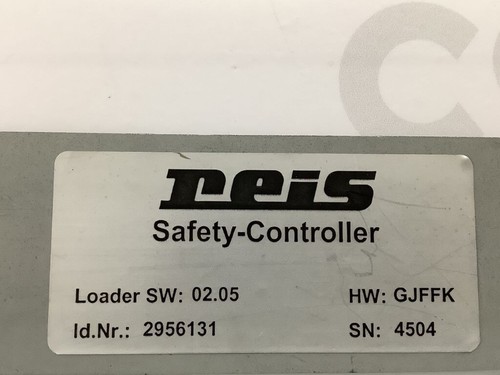 reis
Safety-Controller
Loader SW: 02.05 HW: GJFFK
Id.Nr.: 2956131 SN: 4504